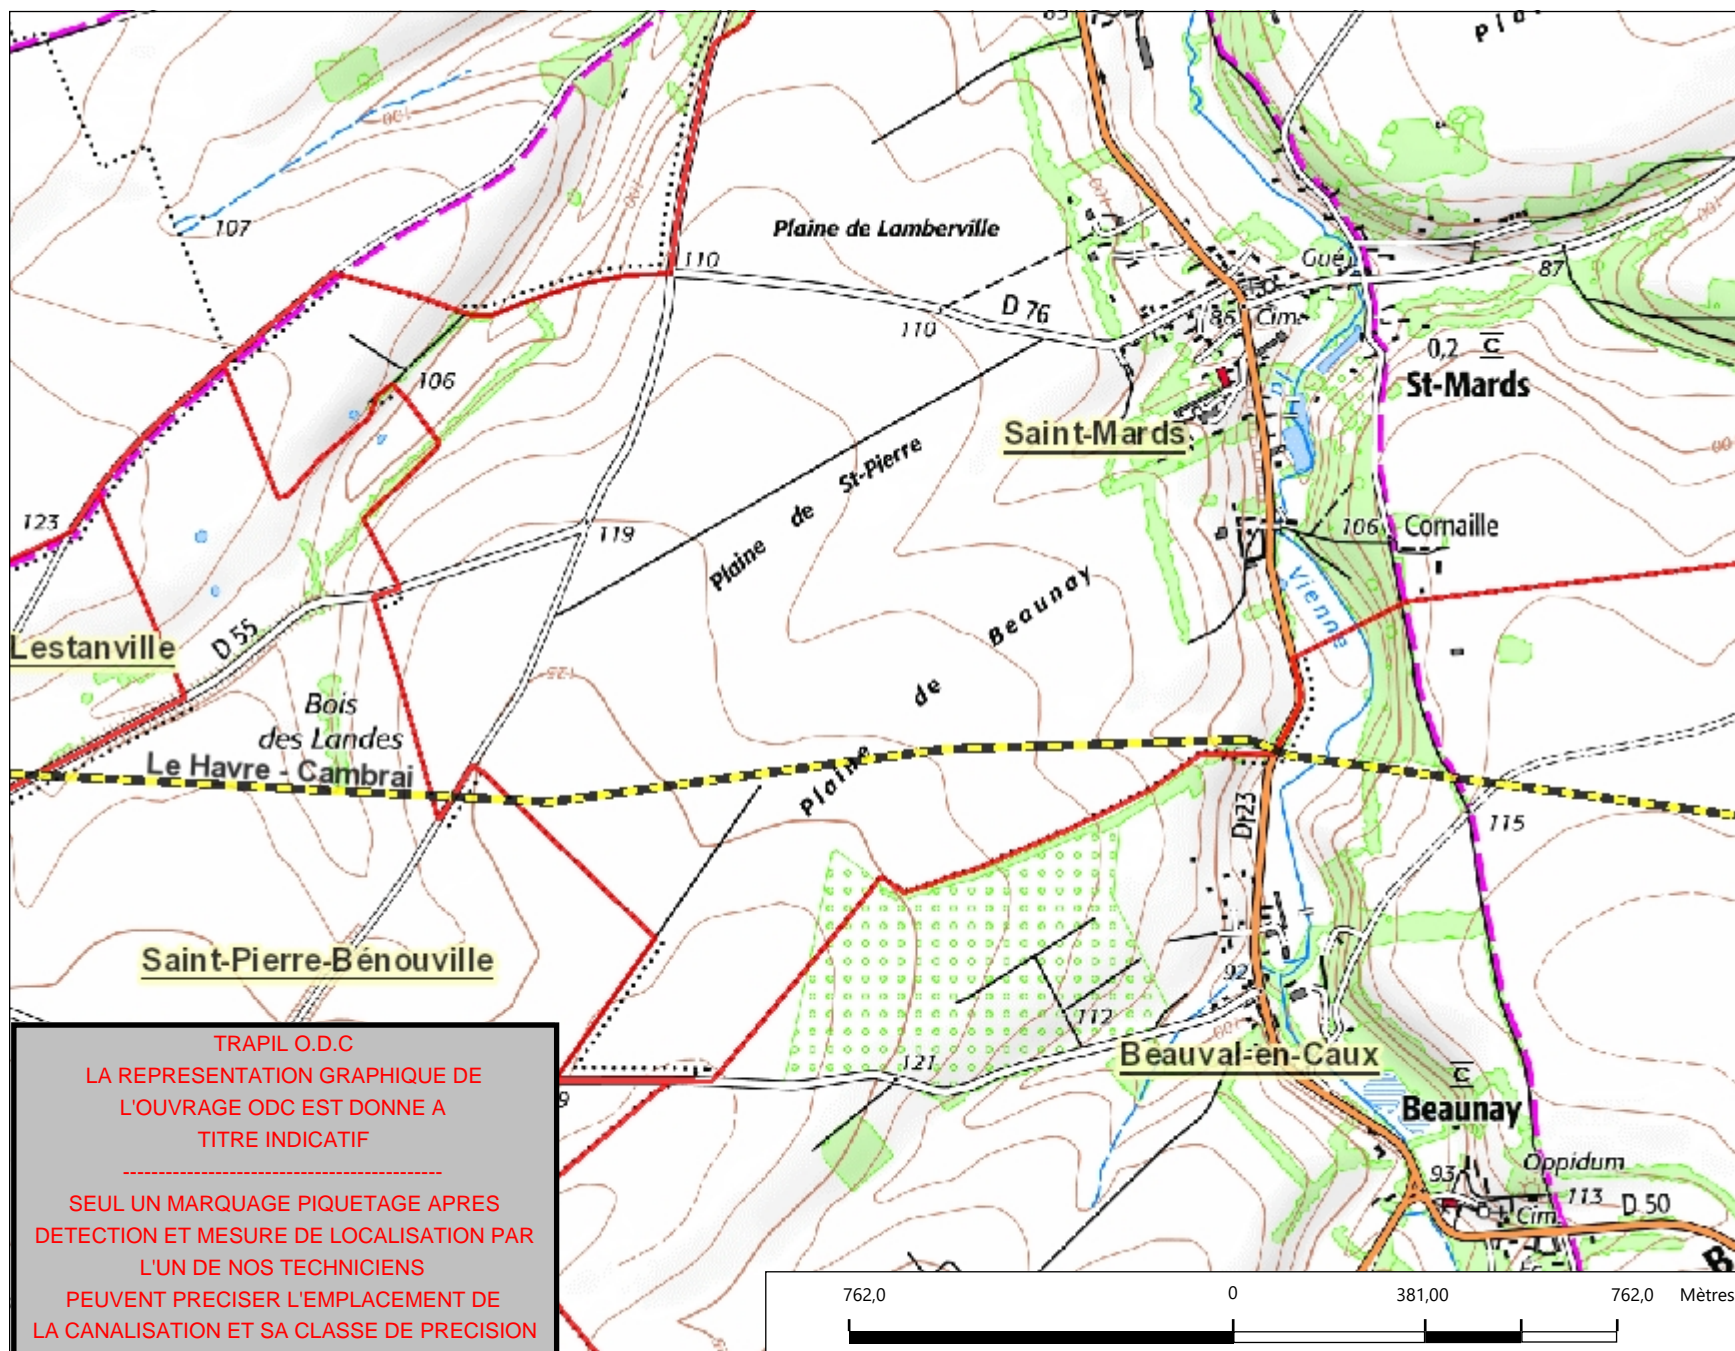 85
107
Plaine de Lamberville
110
D 76
110
Gué
87
86
Cim.
0,2 C
St-Mards
106
Saint-Mards
Plaine
de
St-Pierre
123
119
106
Cornaille
Vienne
Plaine
de
Beaunay
Lestanville
D 55
125
Bois
des Landes
Le Havre - Cambrai
D 23
115
Saint-Pierre-Bénouville
92
112
100
121
Beauval-en-Caux
C
Beaunay
Oppidum
93
113
D 50
Cim.
B
9
TRAPIL O.D.C
LA REPRESENTATION GRAPHIQUE DE
L'OUVRAGE ODC EST DONNE A
TITRE INDICATIF
---------------------------------------------
SEUL UN MARQUAGE PIQUETAGE APRES
DETECTION ET MESURE DE LOCALISATION PAR
L'UN DE NOS TECHNICIENS
PEUVENT PRECISER L'EMPLACEMENT DE
LA CANALISATION ET SA CLASSE DE PRECISION
762,0 0 381,00 762,0 Mètres